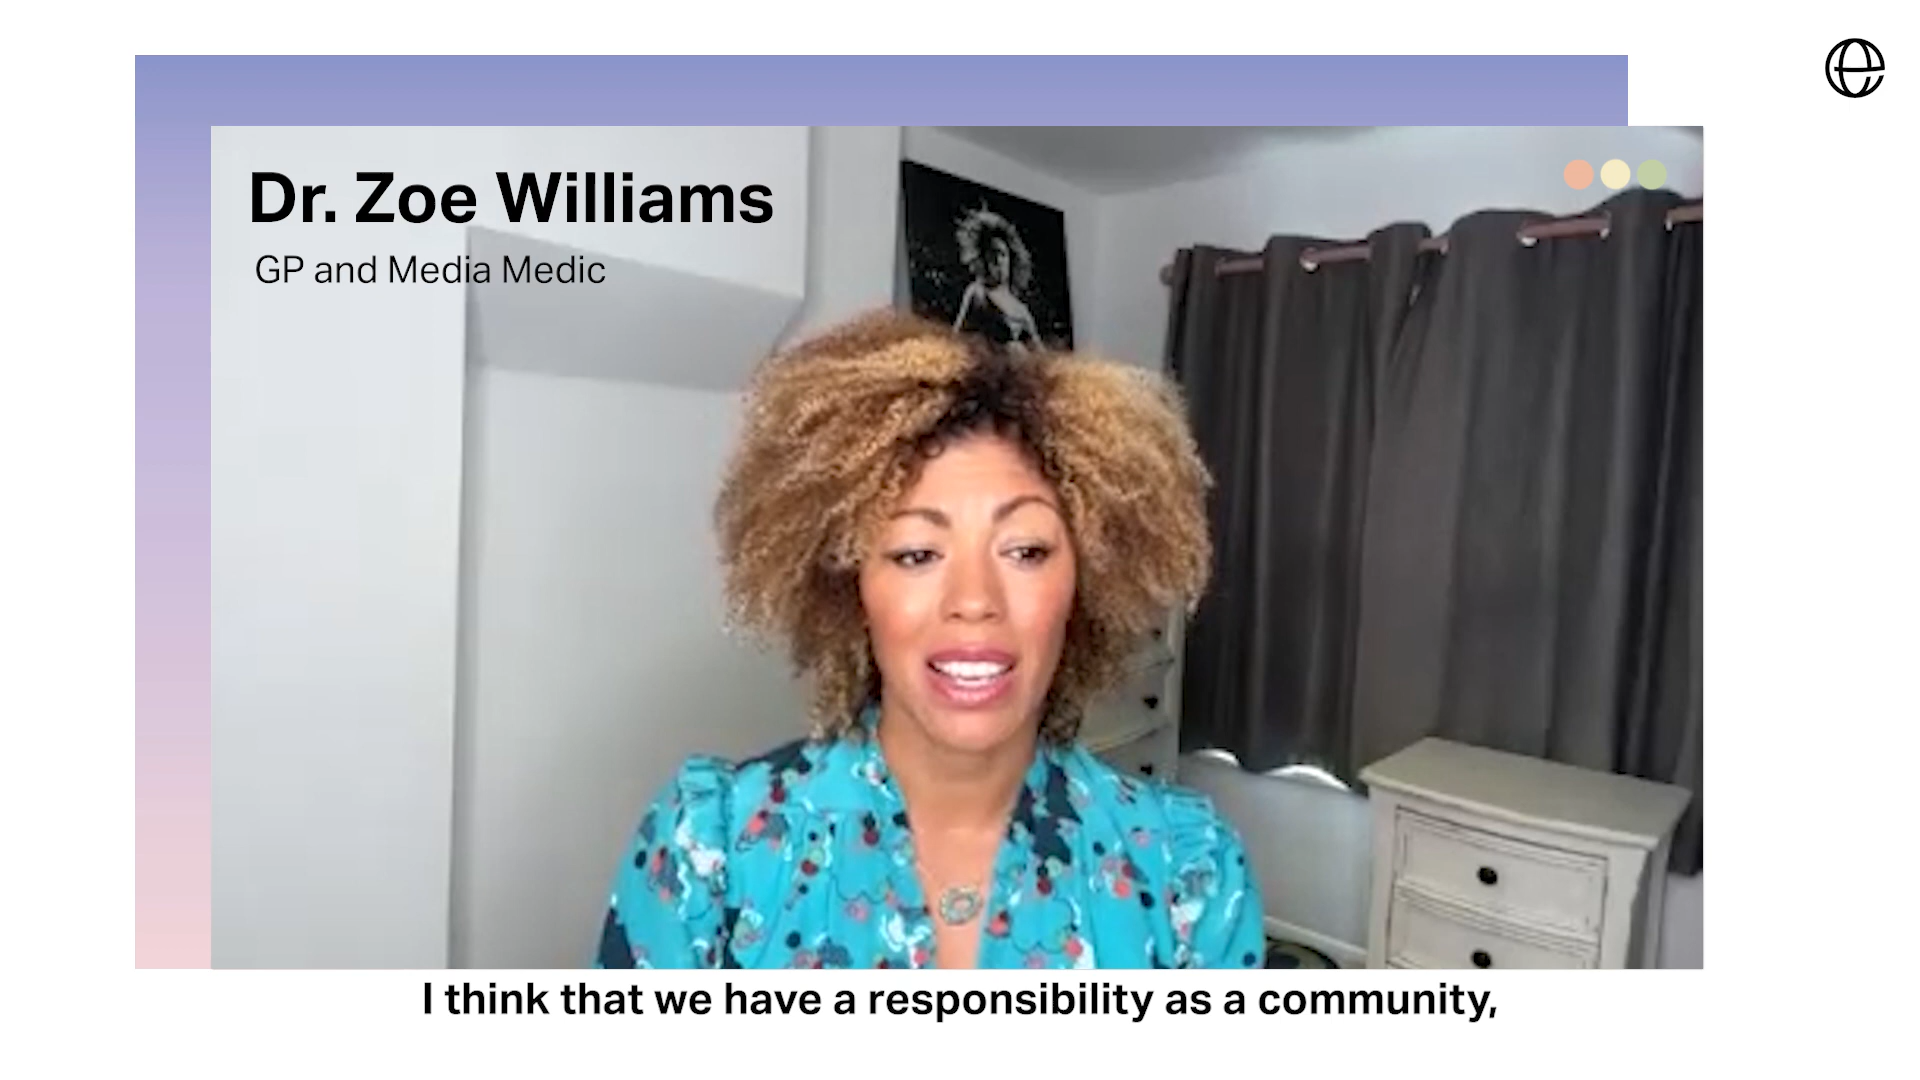 Dr. Zoe Williams
GP and Media Medic
I think that we have a responsibility as a community,